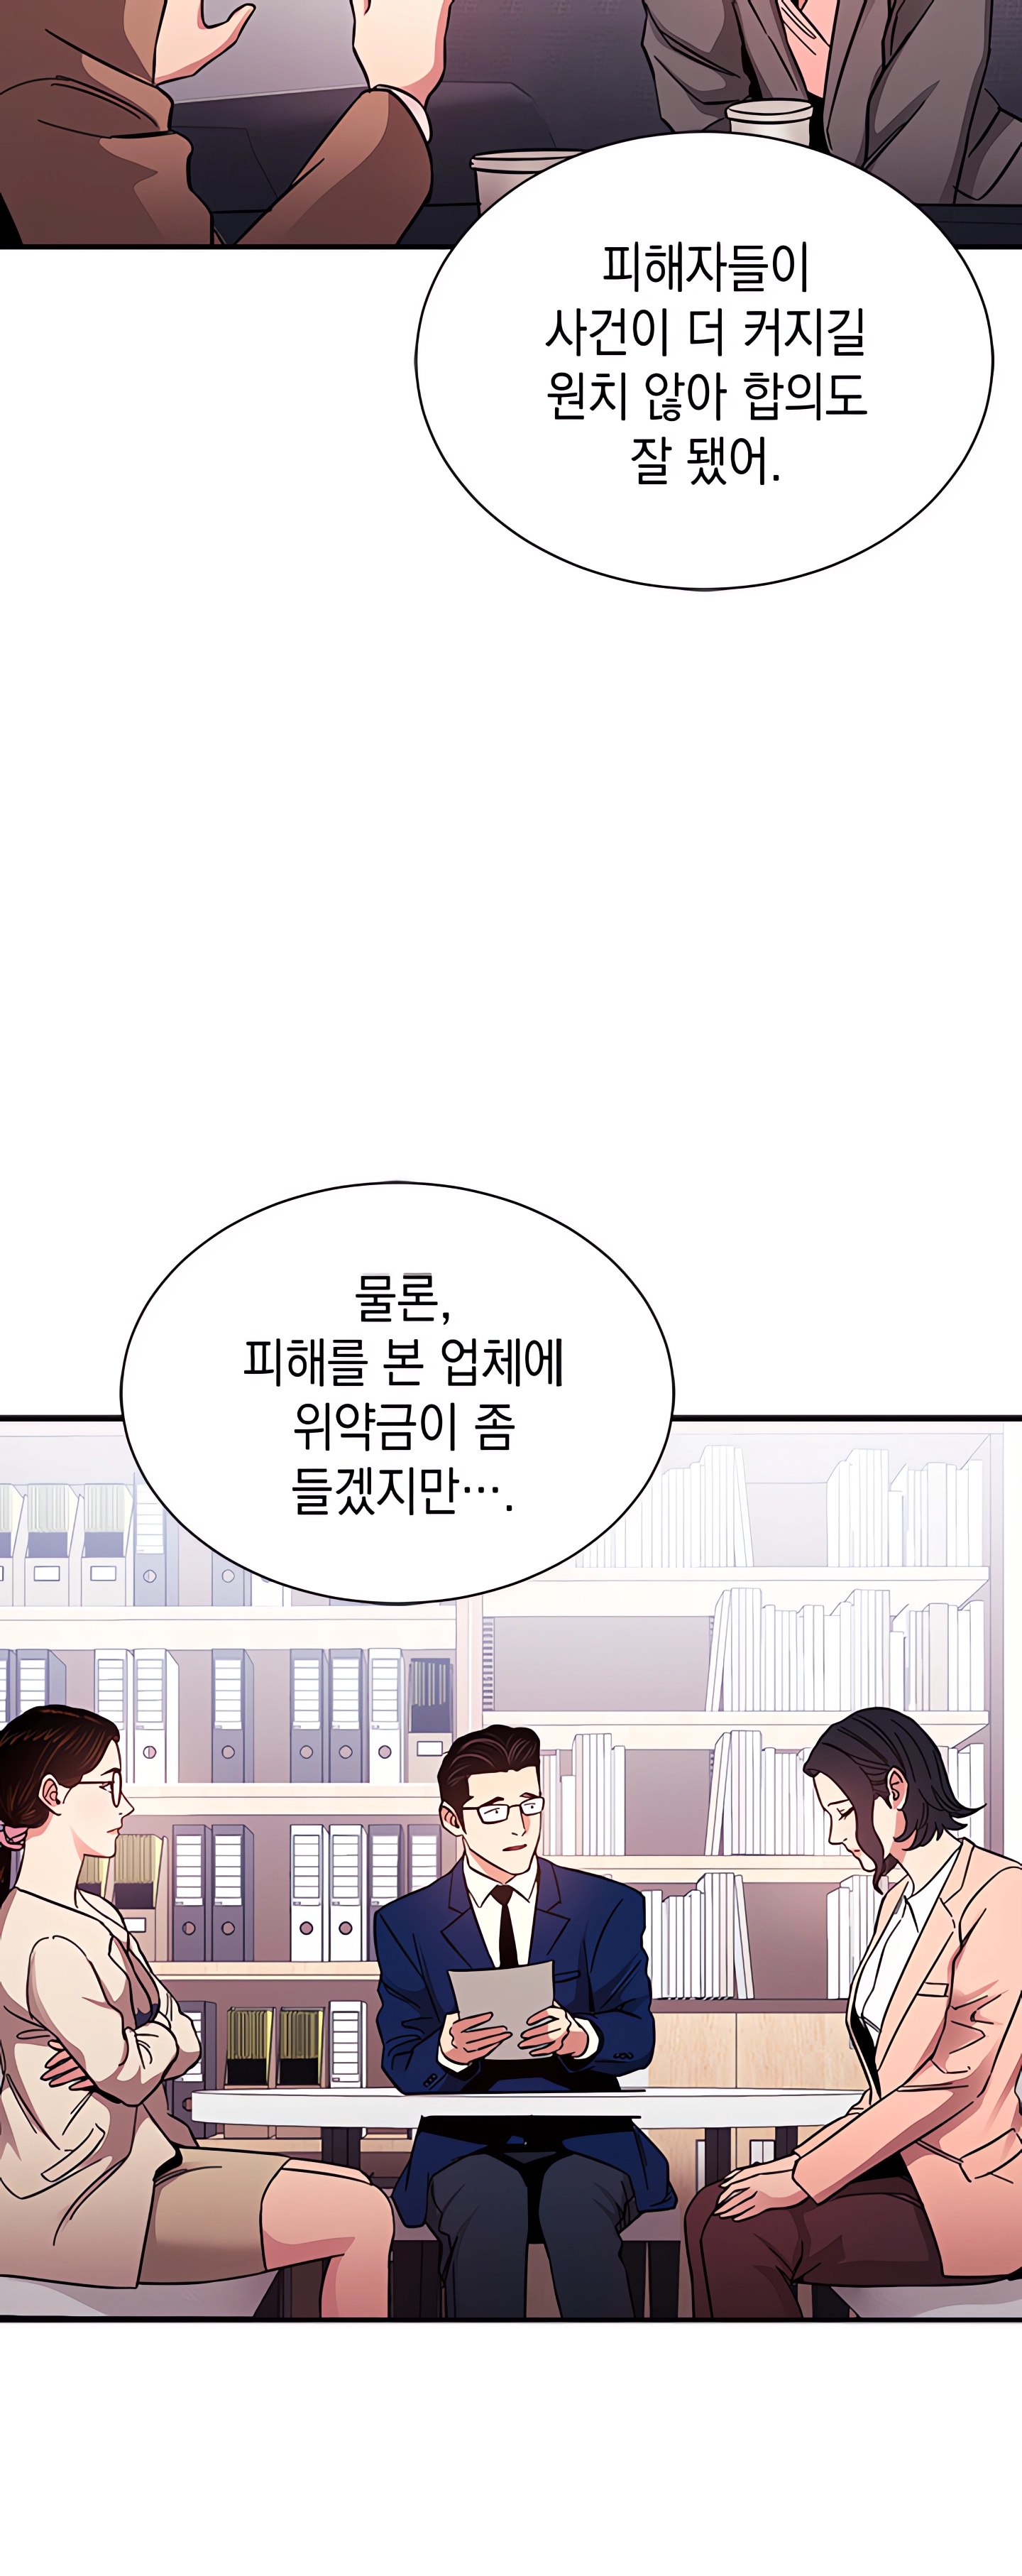 피해자들이
사건이 더 커지길
원치 않아 합의도
잘 됐어.
물론,
피해를 본 업체에
위약금이 좀
들겠지만….